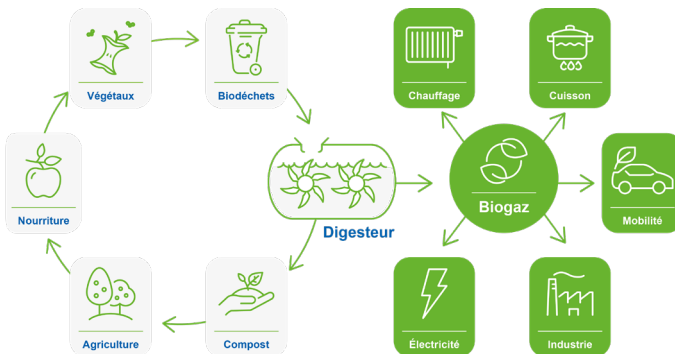 Végétaux
Biodéchets
Chauffage
Cuisson
Nourriture
Digesteur
Biogaz
Mobilité
Agriculture
Compost
Électricité
Industrie